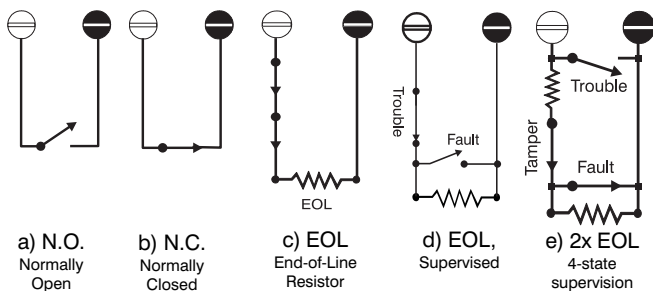 Trouble
Fault
EOL
Trouble
Tamper
Fault
a) N.O.
Normally
Open
b) N.C.
Normally
Closed
c) EOL
End-of-Line
Resistor
d) EOL,
Supervised
e) 2x EOL
4-state
supervision